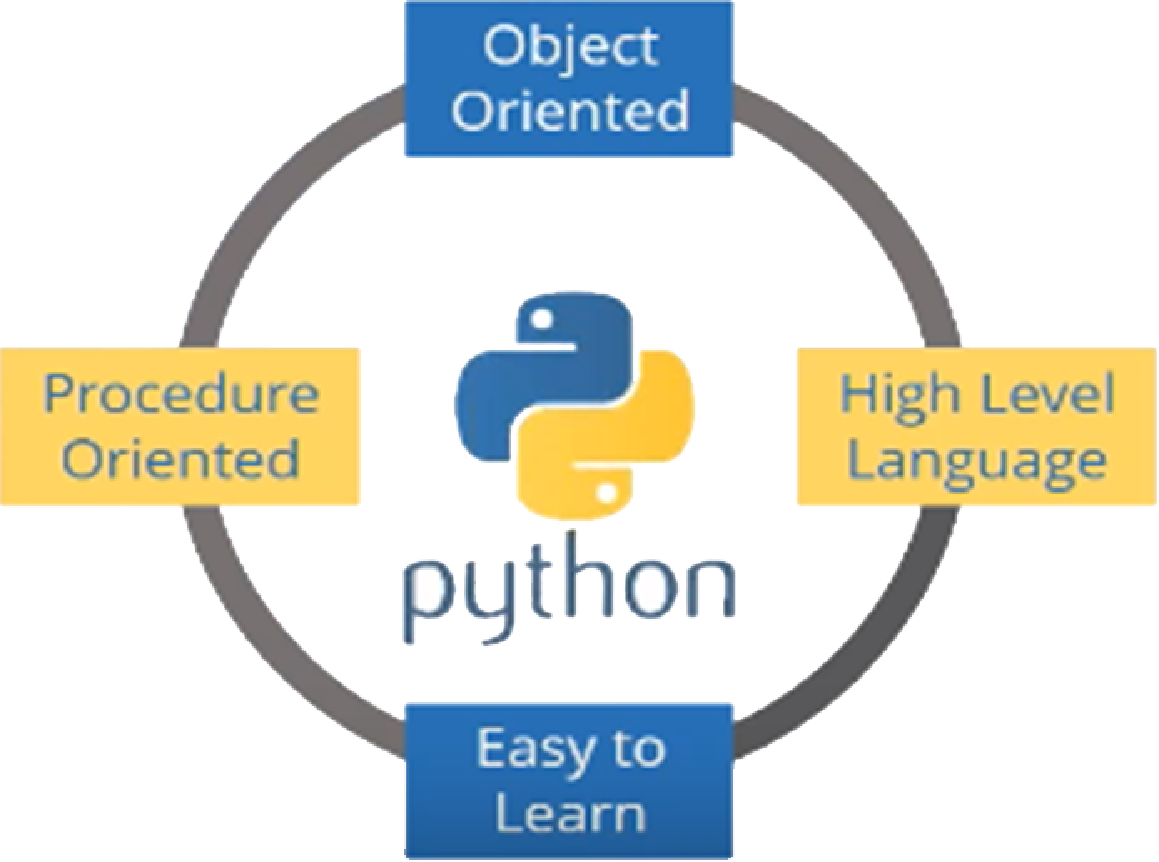 Object
Oriented
Procedure
Oriented
High Level
Language
python
Easy to
Learn